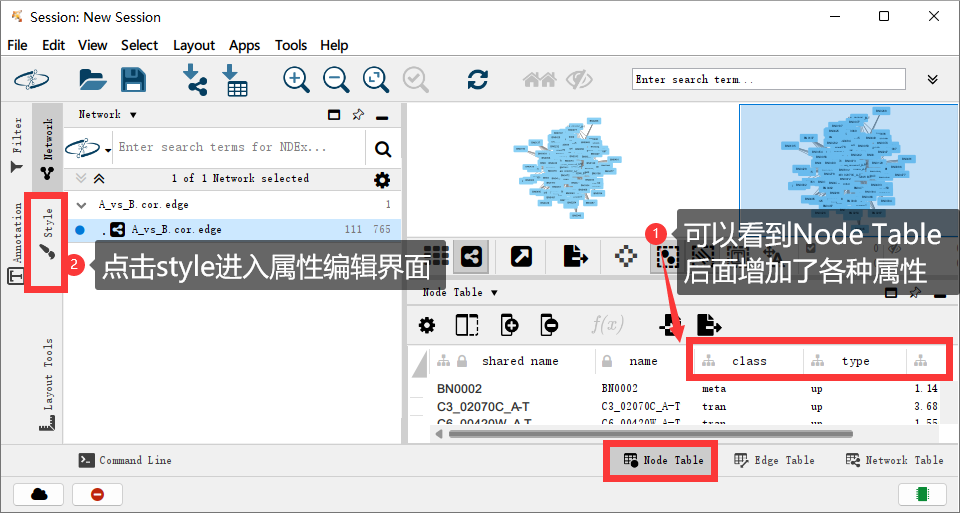 Session: New Session
File Edit View Select Layout Apps Tools Help
Enter search term...
Filter
Network
Annotation
Style
Layout Tools
Network
Enter search terms for NDEx...
1 of 1 Network selected
A_vs_B.cor.edge 1
A_vs_B.cor.edge 111 765
2 点击style进入属性编辑界面
1 可以看到Node Table
后面增加了各种属性
Node Table
f(x)
shared name name class type
BN0002 BN0002 meta up 1.14
C3_02070C_A-T C3_02070C_A-T tran up 3.68
C6_00420W_A-T C6_00420W_A-T tran up 1.55
Command Line Node Table Edge Table Network Table